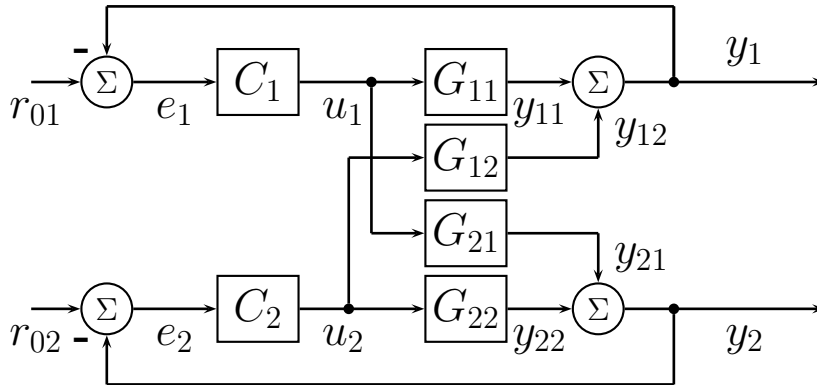 -
Σ C₁ G₁₁ Σ y₁
r₀₁ e₁ u₁ y₁₁ y₁₂
G₁₂
G₂₁
y₂₁
Σ C₂ G₂₂ Σ
r₀₂ - e₂ u₂ y₂₂ y₂